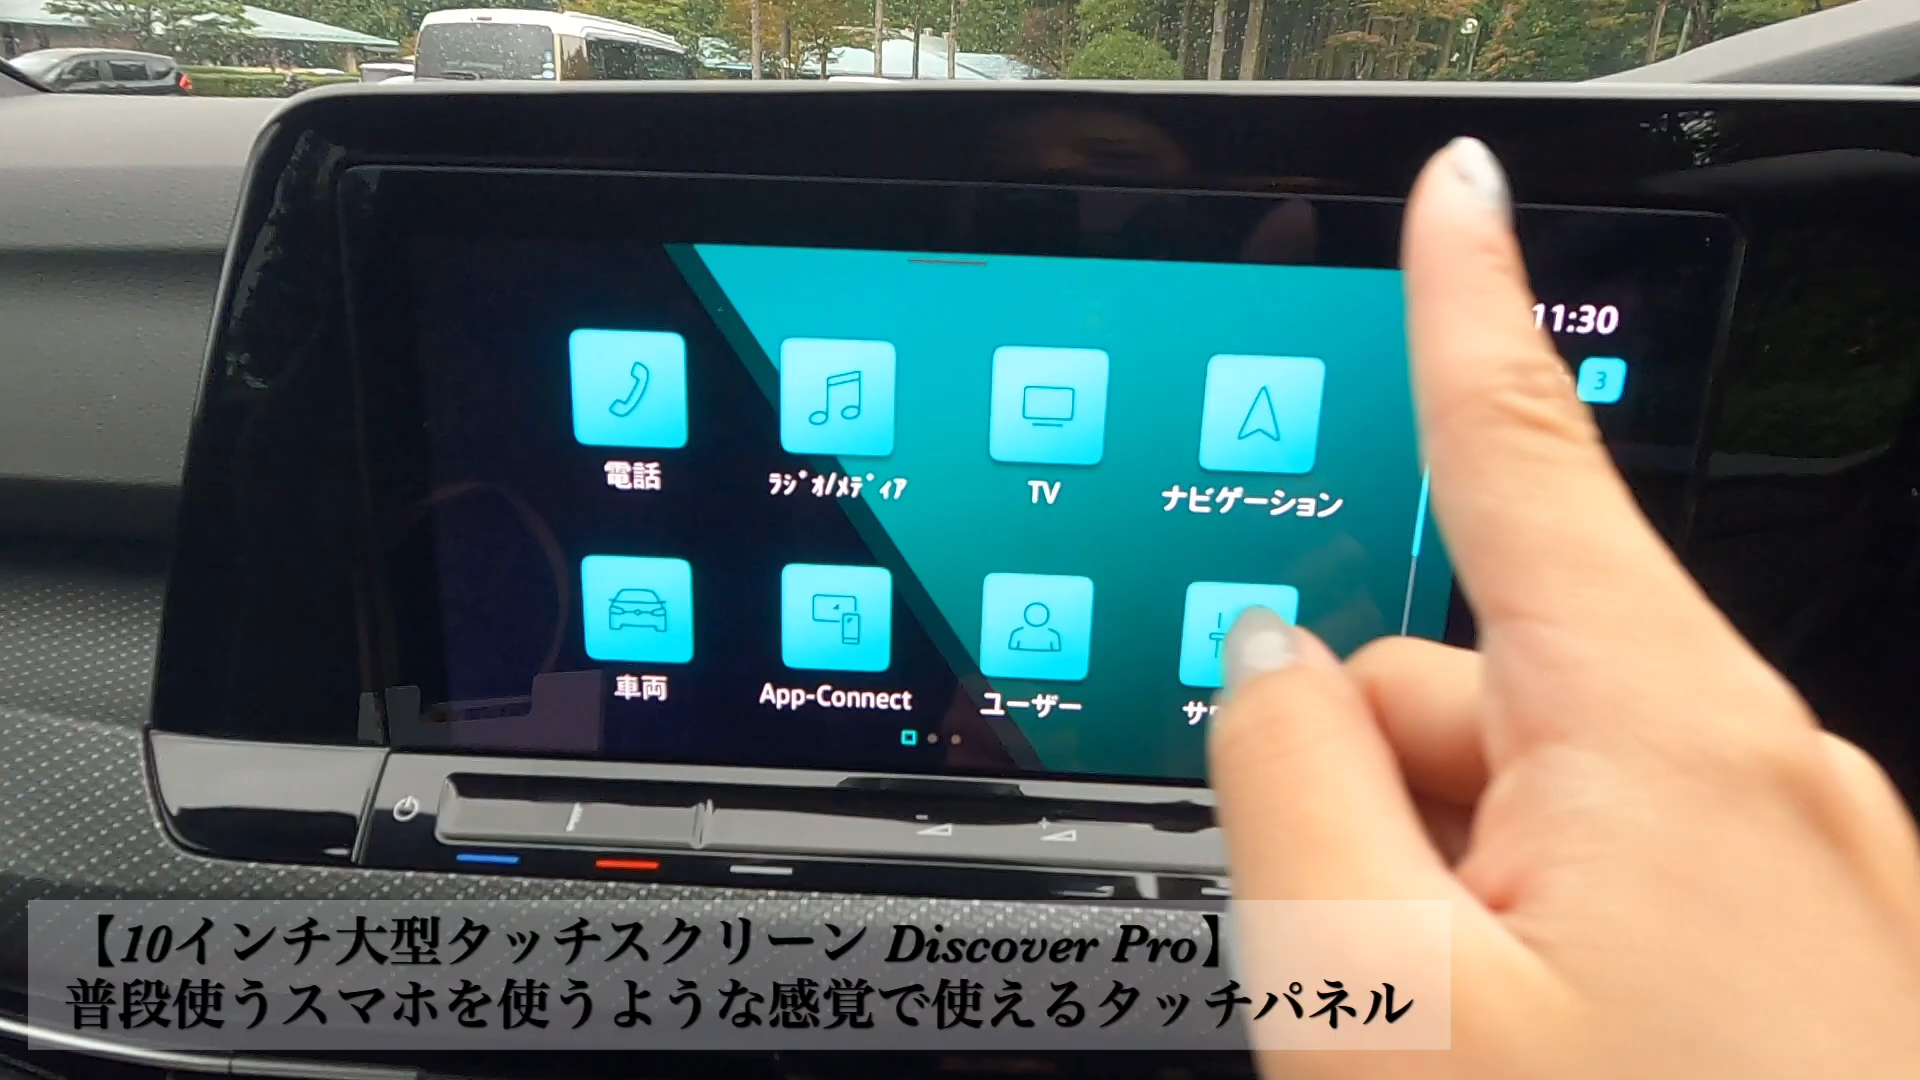 11:30
3
電話
ﾗｼﾞｵ/ﾒﾃﾞｨｱ
TV
ナビゲーション
車両
App-Connect
ユーザー
【10インチ大型タッチスクリーン Discover Pro】
普段使うスマホを使うような感覚で使えるタッチパネル